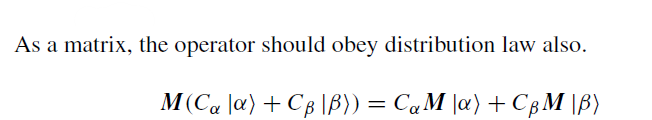 As a matrix, the operator should obey distribution law also.
M(Cα |α⟩ + Cβ |β⟩) = CαM |α⟩ + CβM |β⟩